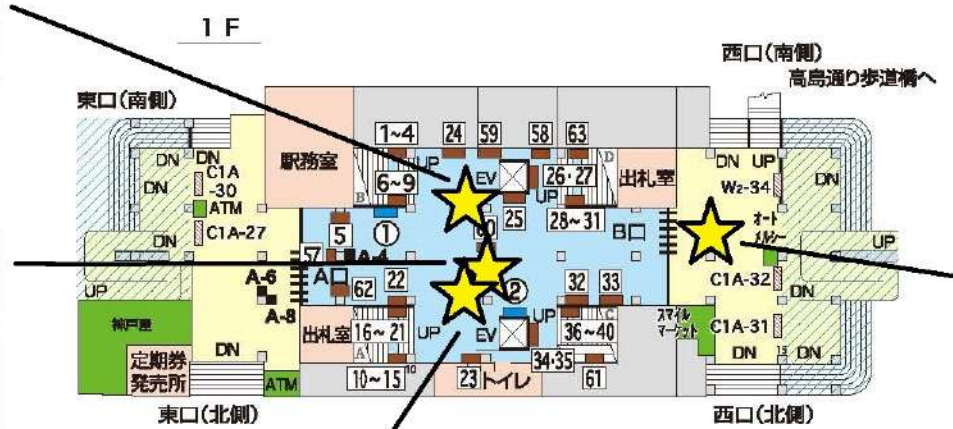 1F
西口(南側)
高島通り歩道橋へ
東口(南側)
1~4
24
59
58
63
DN
DN
駅務室
UP
D
出札室
DN
UP
DN
C1A
-30
6~9
EV
26・27
W2-34
B
UP
ATM
25
28~31
オート
メルシー
C1A-27
5
①
60
B口
DN
57
A口
A-4
UP
A-6
22
C1A-32
UP
62
②
32
33
DN
A-8
神戸屋
出札室
16~21
UP
36~40
スマイル
マーケット
C1A-31
A
EV
C
DN
定期券
発売所
10~15
10
34・35
DN
15
DN
ATM
23
トイレ
61
東口(北側)
西口(北側)